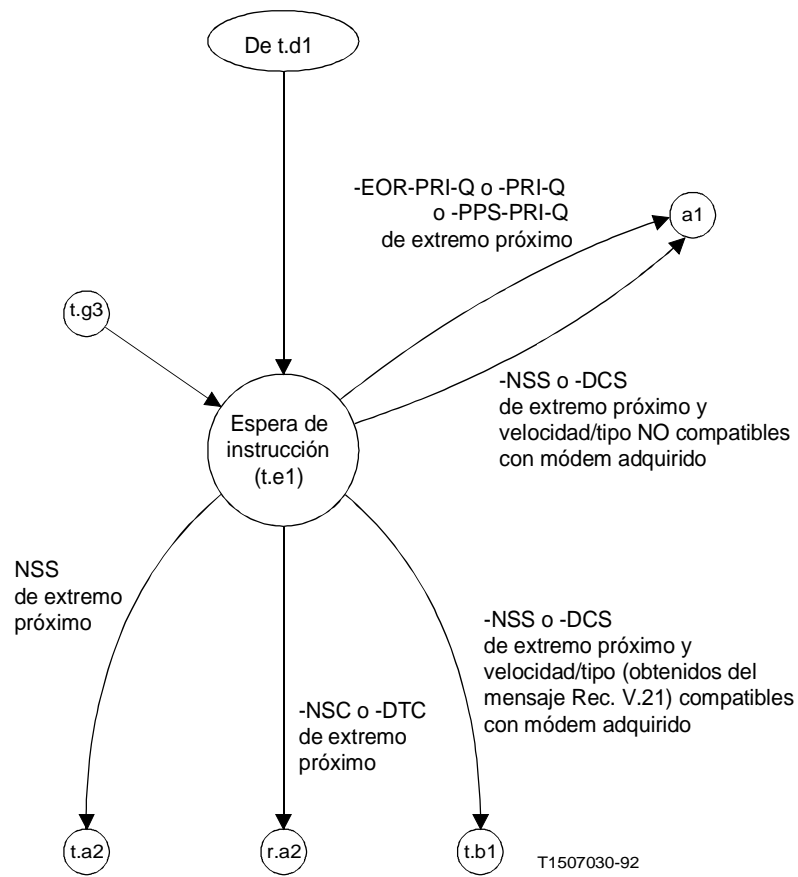 De t.d1
-EOR-PRI-Q o -PRI-Q
o -PPS-PRI-Q
de extremo próximo
a1
t.g3
-NSS o -DCS
de extremo próximo y
velocidad/tipo NO compatibles
con módem adquirido
Espera de
instrucción
(t.e1)
NSS
de extremo
próximo
-NSC o -DTC
de extremo
próximo
-NSS o -DCS
de extremo próximo y
velocidad/tipo (obtenidos del
mensaje Rec. V.21) compatibles
con módem adquirido
t.a2
r.a2
t.b1
T1507030-92